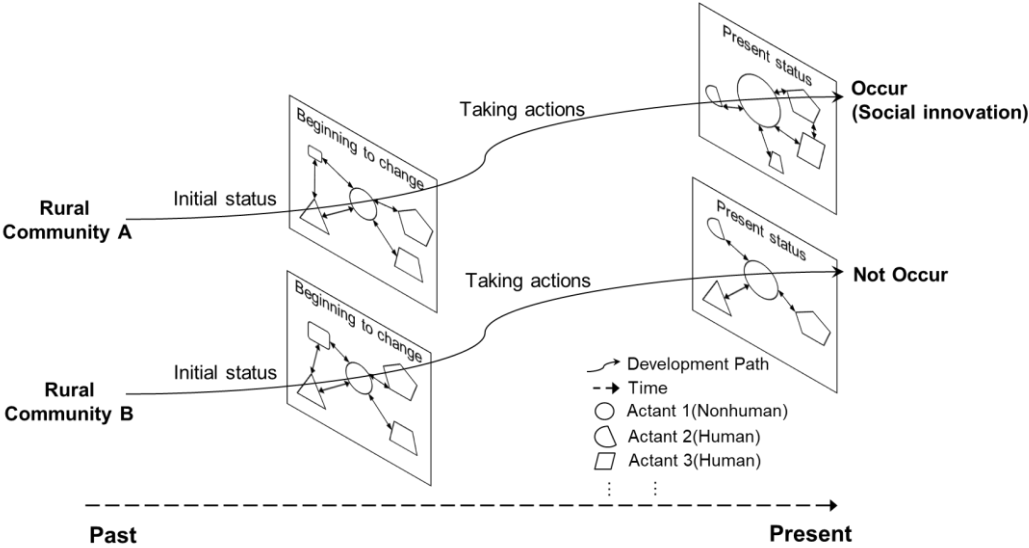 Present status
Occur
(Social innovation)
Taking actions
Beginning to change
Initial status
Rural
Community A
Present status
Taking actions
Not Occur
Beginning to change
Initial status
Rural
Community B
Development Path
Time
Actant 1(Nonhuman)
Actant 2(Human)
Actant 3(Human)
Past
Present